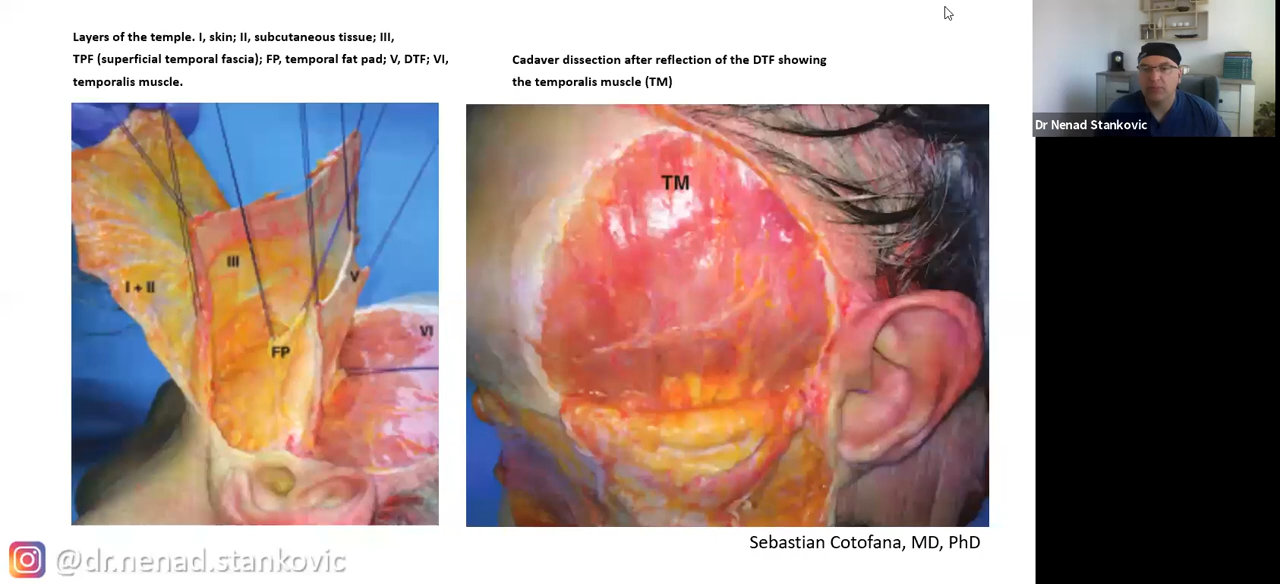 Layers of the temple. I, skin; II, subcutaneous tissue; III,
TPF (superficial temporal fascia); FP, temporal fat pad; V, DTF; VI,
temporalis muscle.
Cadaver dissection after reflection of the DTF showing
the temporalis muscle (TM)
I + II
III
FP
V
VI
TM
Sebastian Cotofana, MD, PhD
@dr.nenad.stankovic
Dr Nenad Stankovic